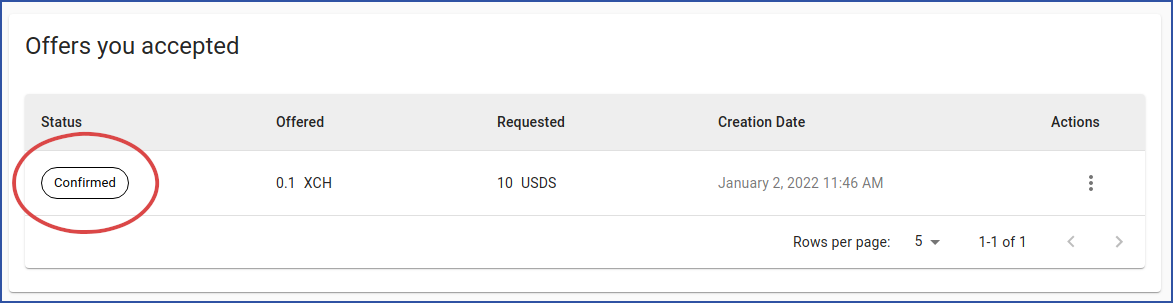 Offers you accepted
Status Offered Requested Creation Date Actions
Confirmed 0.1 XCH 10 USDS January 2, 2022 11:46 AM
Rows per page: 5 1-1 of 1